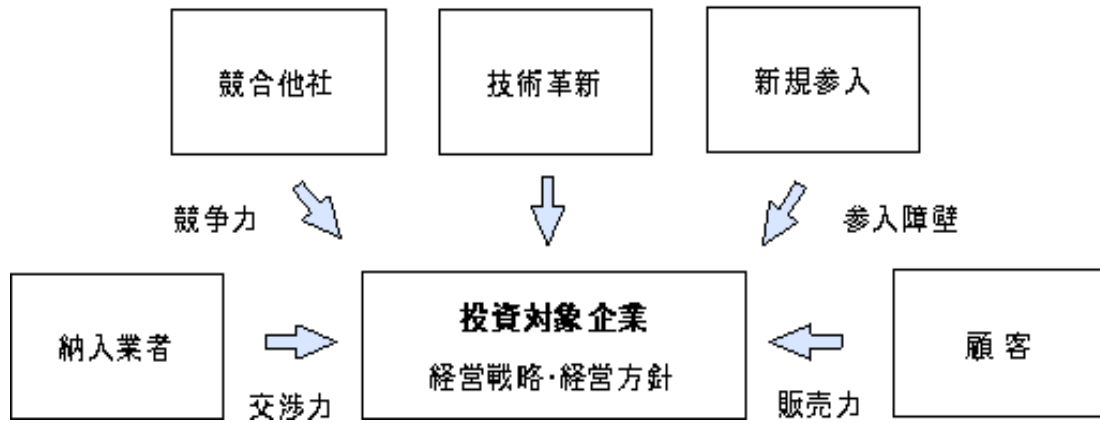 競合他社
技術革新
新規参入
競争力
参入障壁
納入業者
投資対象企業
経営戦略・経営方針
顧客
交渉力
販売力